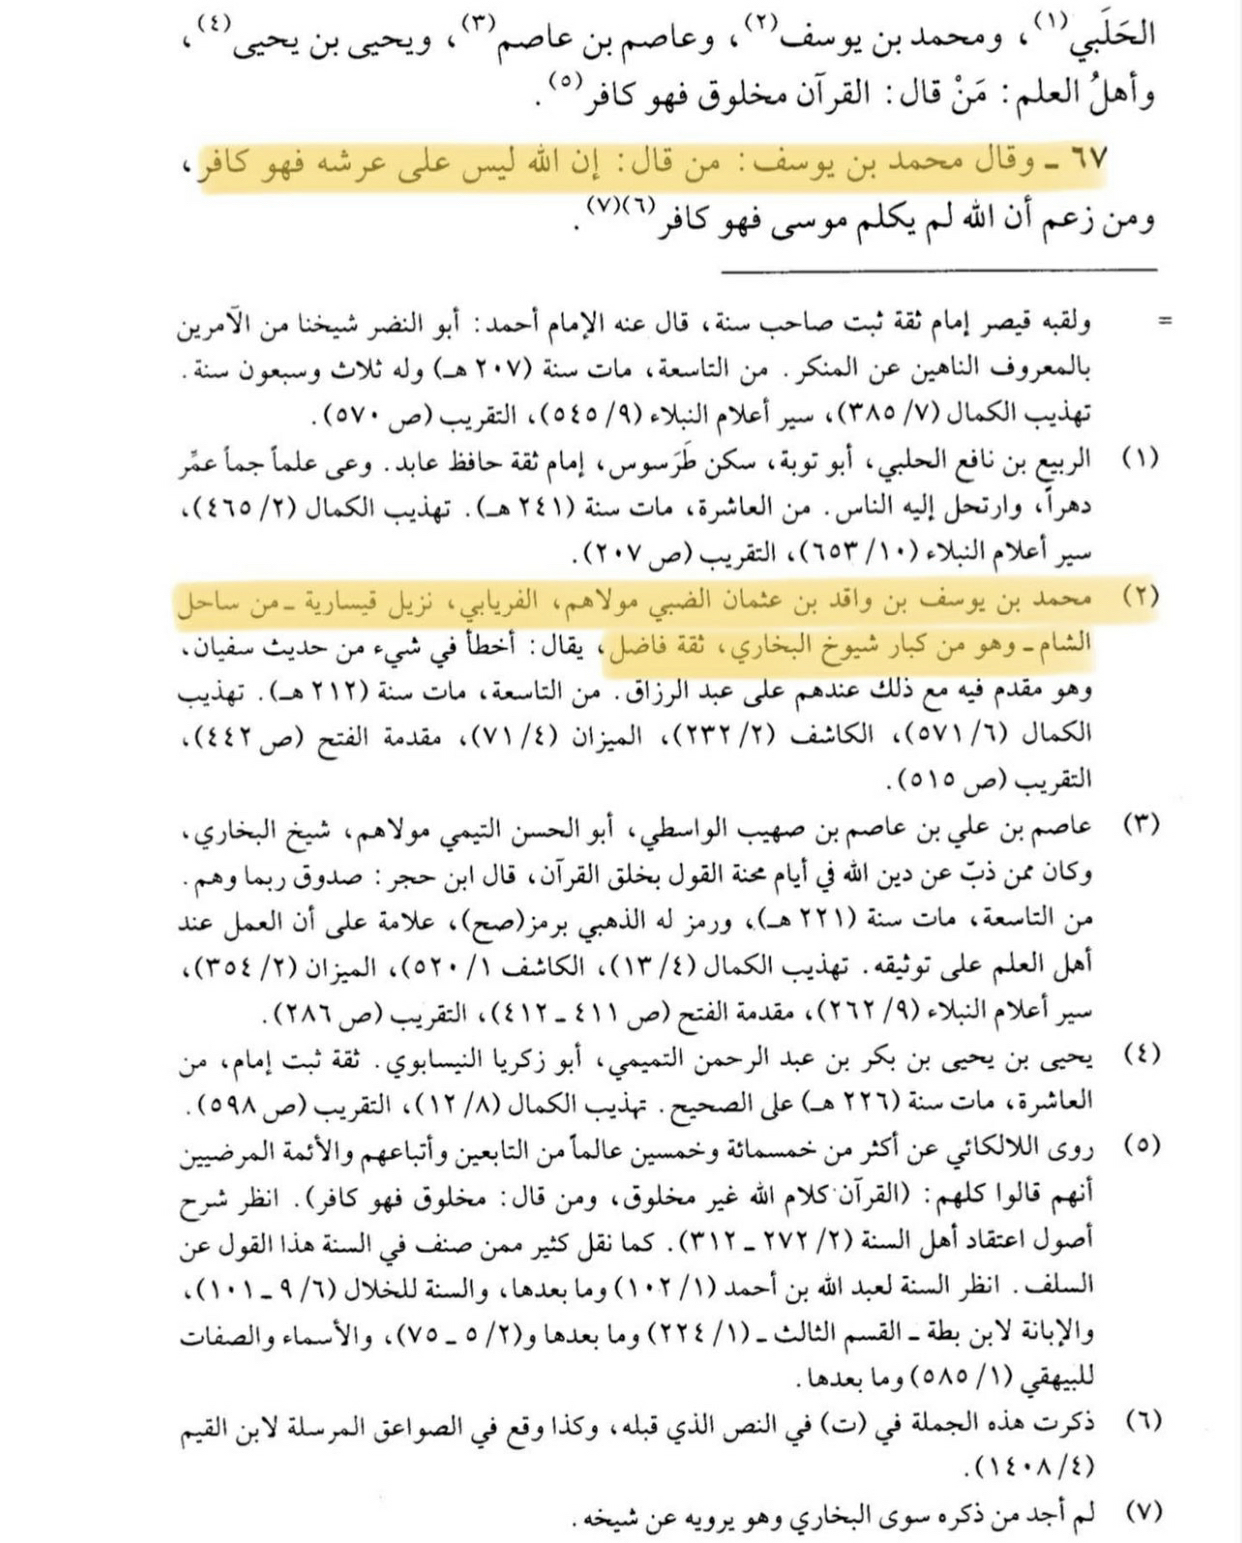 الحَلَبي(١)، ومحمد بن يوسف(٢)، وعاصم بن عاصم(٣)، ويحيى بن يحيى(٤)،
وأهلُ العلم: مَنْ قال: القرآن مخلوق فهو كافر(٥).
٦٧ ـ وقال محمد بن يوسف: من قال: إن الله ليس على عرشه فهو كافر،
ومن زعم أن الله لم يكلم موسى فهو كافر(٦)(٧).
= ولقبه قيصر إمام ثقة ثبت صاحب سنة، قال عنه الإمام أحمد: أبو النضر شيخنا من الآمرين
بالمعروف الناهين عن المنكر. من التاسعة، مات سنة (٢٠٧ هـ) وله ثلاث وسبعون سنة.
تهذيب الكمال (٧/ ٣٨٥)، سير أعلام النبلاء (٩/ ٥٤٥)، التقريب (ص ٥٧٠).
(١) الربيع بن نافع الحلبي، أبو توبة، سكن طَرَسوس، إمام ثقة حافظ عابد. وعى علماً جماً عمِّر
دهراً، وارتحل إليه الناس. من العاشرة، مات سنة (٢٤١ هـ). تهذيب الكمال (٢/ ٤٦٥)،
سير أعلام النبلاء (١٠/ ٦٥٣)، التقريب (ص ٢٠٧).
(٢) محمد بن يوسف بن واقد بن عثمان الضبي مولاهم، الفريابي، نزيل قيسارية ـ من ساحل
الشام ـ وهو من كبار شيوخ البخاري، ثقة فاضل، يقال: أخطأ في شيء من حديث سفيان،
وهو مقدم فيه مع ذلك عندهم على عبد الرزاق. من التاسعة، مات سنة (٢١٢ هـ). تهذيب
الكمال (٦/ ٥٧١)، الكاشف (٢/ ٢٣٢)، الميزان (٤/ ٧١)، مقدمة الفتح (ص ٤٤٢)،
التقريب (ص ٥١٥).
(٣) عاصم بن علي بن عاصم بن صهيب الواسطي، أبو الحسن التيمي مولاهم، شيخ البخاري،
وكان ممن ذبّ عن دين الله في أيام محنة القول بخلق القرآن، قال ابن حجر: صدوق ربما وهم.
من التاسعة، مات سنة (٢٢١ هـ)، ورمز له الذهبي برمز(صح)، علامة على أن العمل عند
أهل العلم على توثيقه. تهذيب الكمال (٤/ ١٣)، الكاشف ١/ ٥٢٠)، الميزان (٢/ ٣٥٤)،
سير أعلام النبلاء (٩/ ٢٦٢)، مقدمة الفتح (ص ٤١١ ـ ٤١٢)، التقريب (ص ٢٨٦).
(٤) يحيى بن يحيى بن بكر بن عبد الرحمن التميمي، أبو زكريا النيسابوي. ثقة ثبت إمام، من
العاشرة، مات سنة (٢٢٦ هـ) على الصحيح. تهذيب الكمال (٨/ ١٢)، التقريب (ص ٥٩٨).
(٥) روى اللالكائي عن أكثر من خمسمائة وخمسين عالماً من التابعين وأتباعهم والأئمة المرضيين
أنهم قالوا كلهم: (القرآن كلام الله غير مخلوق، ومن قال: مخلوق فهو كافر). انظر شرح
أصول اعتقاد أهل السنة (٢/ ٢٧٢ ـ ٣١٢). كما نقل كثير ممن صنف في السنة هذا القول عن
السلف. انظر السنة لعبد الله بن أحمد (١/ ١٠٢) وما بعدها، والسنة للخلال (٦/ ٩ ـ ١٠١)،
والإبانة لابن بطة ـ القسم الثالث ـ (١/ ٢٢٤) وما بعدها و(٢/ ٥ ـ ٧٥)، والأسماء والصفات
للبيهقي (١/ ٥٨٥) وما بعدها.
(٦) ذكرت هذه الجملة في (ت) في النص الذي قبله، وكذا وقع في الصواعق المرسلة لابن القيم
(٤/ ١٤٠٨).
(٧) لم أجد من ذكره سوى البخاري وهو يرويه عن شيخه.